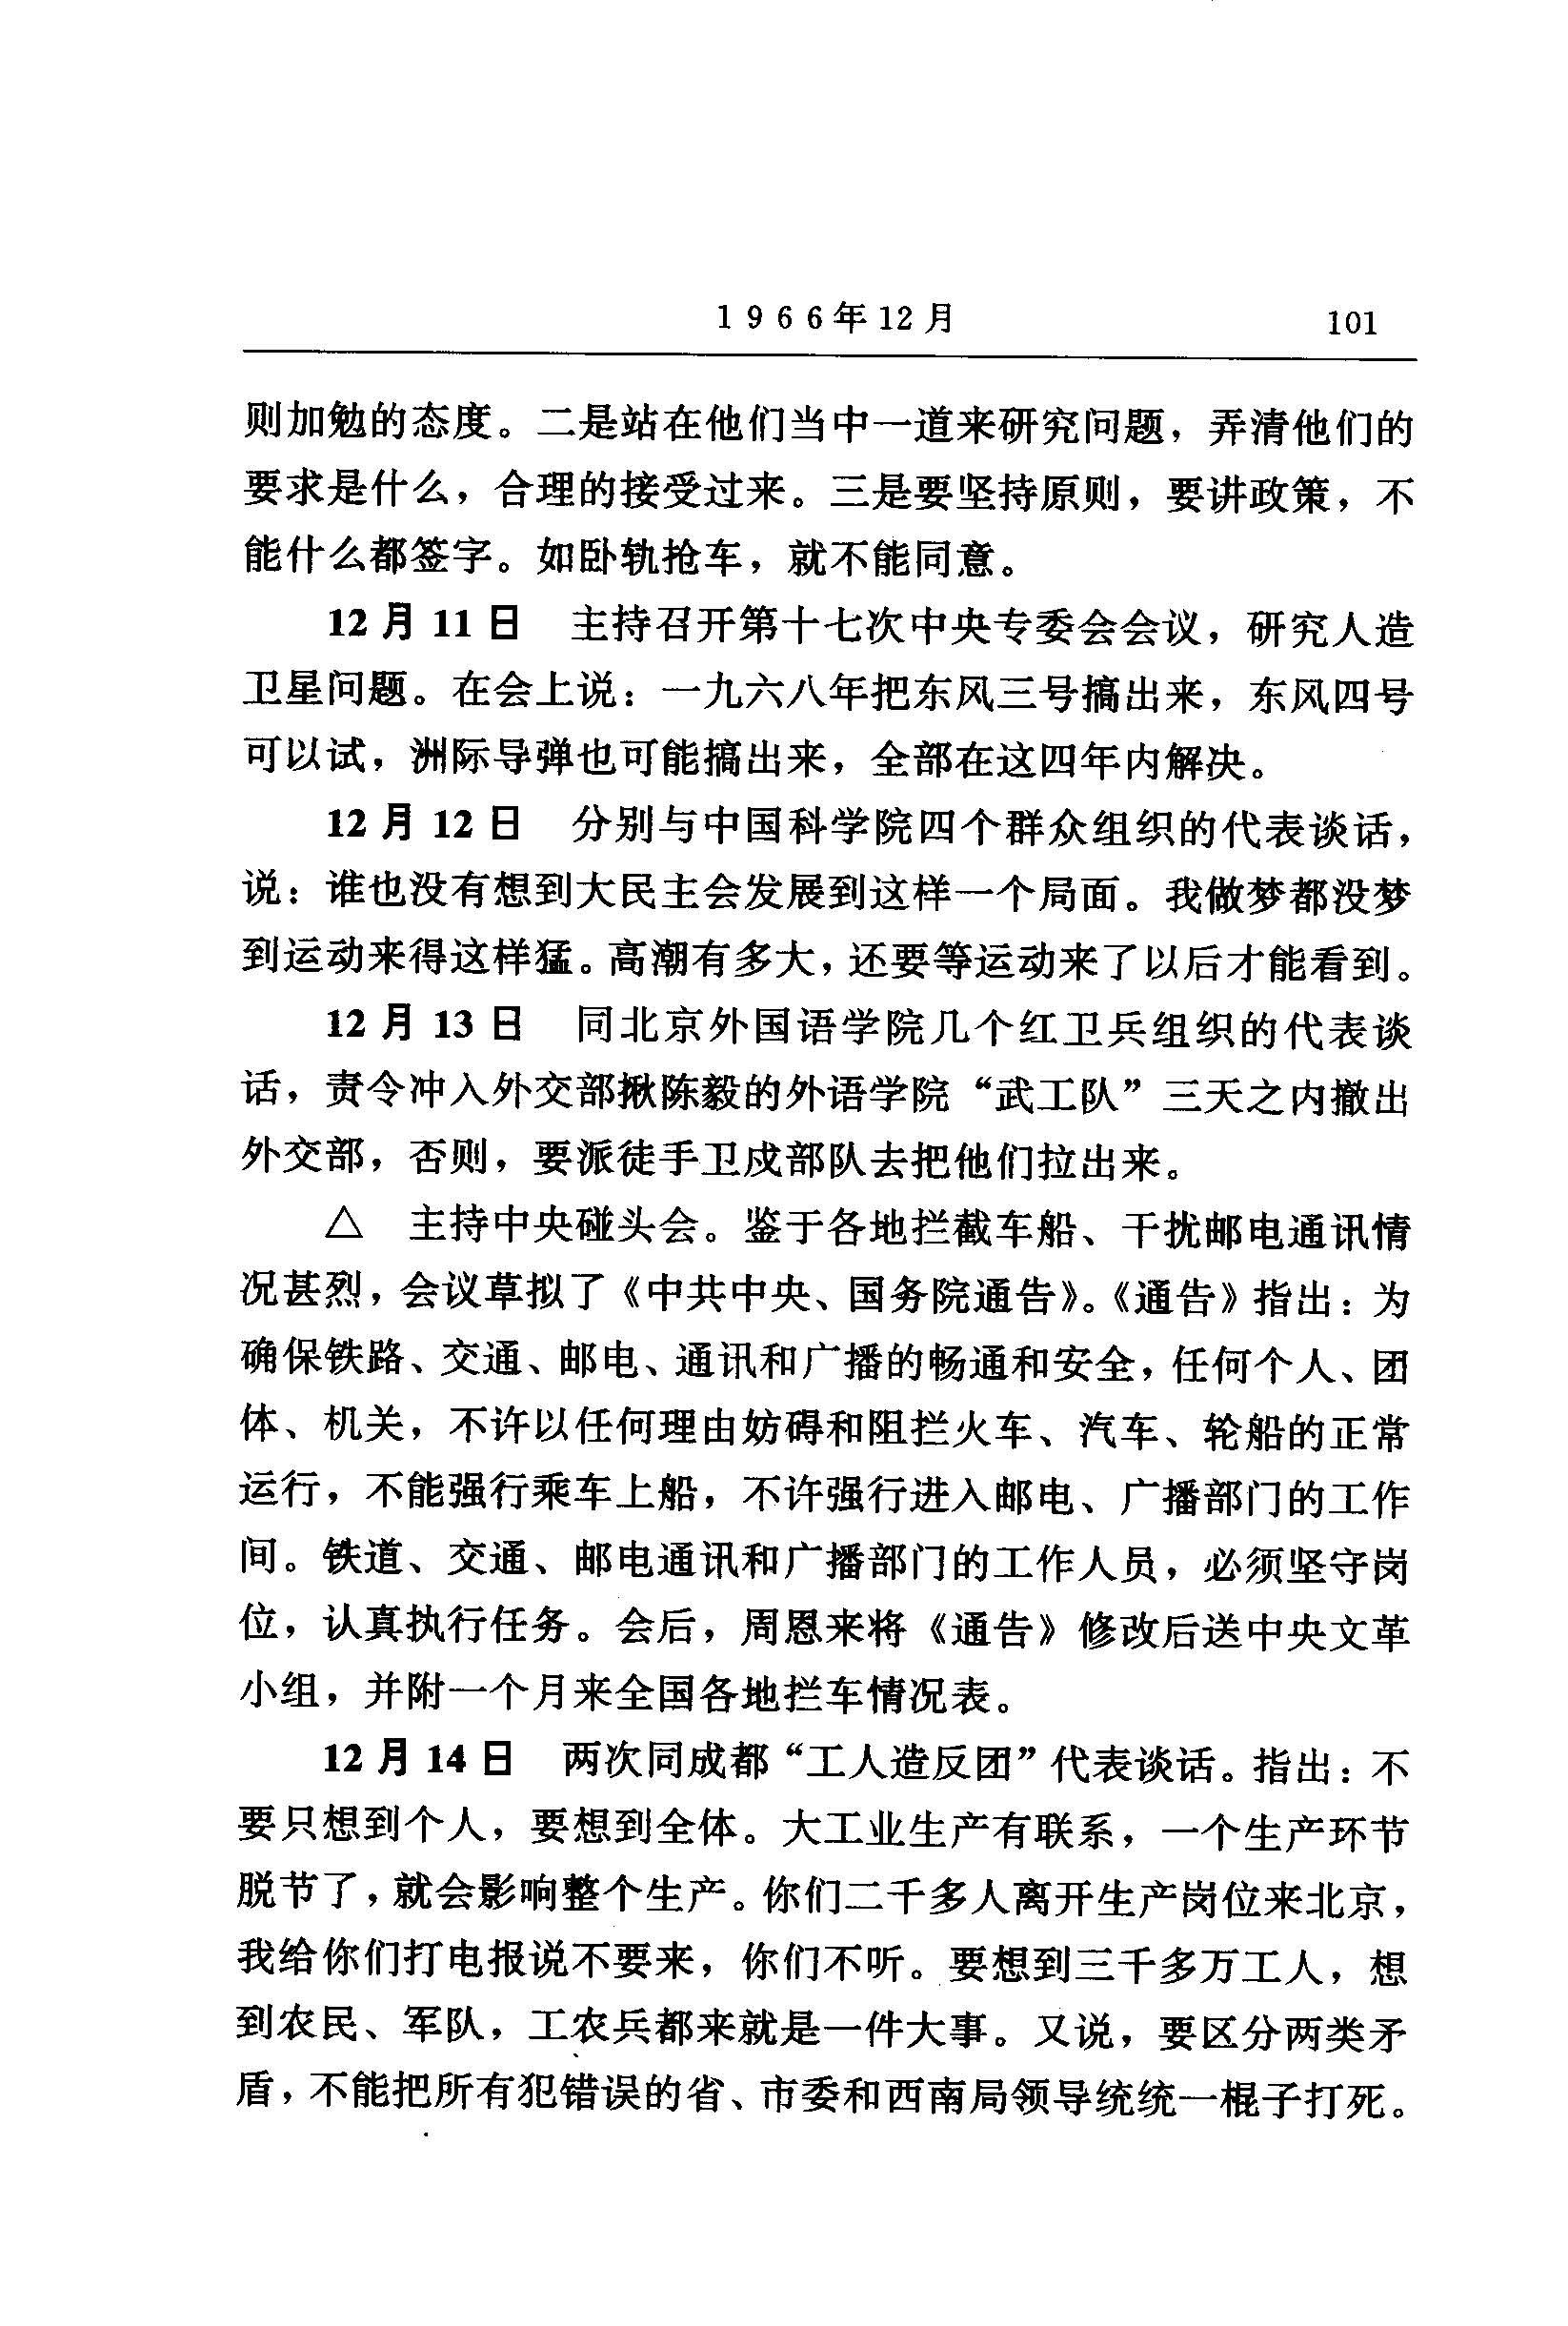 1966年12月 101
则加勉的态度。二是站在他们当中一道来研究问题，弄清他们的
要求是什么，合理的接受过来。三是要坚持原则，要讲政策，不
能什么都签字。如卧轨抢车，就不能同意。
12月11日 主持召开第十七次中央专委会会议，研究人造
卫星问题。在会上说：一九六八年把东风三号搞出来，东风四号
可以试，洲际导弹也可能搞出来，全部在这四年内解决。
12月12日 分别与中国科学院四个群众组织的代表谈话，
说：谁也没有想到大民主会发展到这样一个局面。我做梦都没梦
到运动来得这样猛。高潮有多大，还要等运动来了以后才能看到。
12月13日 同北京外国语学院几个红卫兵组织的代表谈
话，责令冲入外交部揪陈毅的外语学院“武工队”三天之内撤出
外交部，否则，要派徒手卫戍部队去把他们拉出来。
△ 主持中央碰头会。鉴于各地拦截车船、干扰邮电通讯情
况甚烈，会议草拟了《中共中央、国务院通告》。《通告》指出：为
确保铁路、交通、邮电、通讯和广播的畅通和安全，任何个人、团
体、机关，不许以任何理由妨碍和阻拦火车、汽车、轮船的正常
运行，不能强行乘车上船，不许强行进入邮电、广播部门的工作
间。铁道、交通、邮电通讯和广播部门的工作人员，必须坚守岗
位，认真执行任务。会后，周恩来将《通告》修改后送中央文革
小组，并附一个月来全国各地拦车情况表。
12月14日 两次同成都“工人造反团”代表谈话。指出：不
要只想到个人，要想到全体。大工业生产有联系，一个生产环节
脱节了，就会影响整个生产。你们二千多人离开生产岗位来北京，
我给你们打电报说不要来，你们不听。要想到三千多万工人，想
到农民、军队，工农兵都来就是一件大事。又说，要区分两类矛
盾，不能把所有犯错误的省、市委和西南局领导统统一棍子打死。